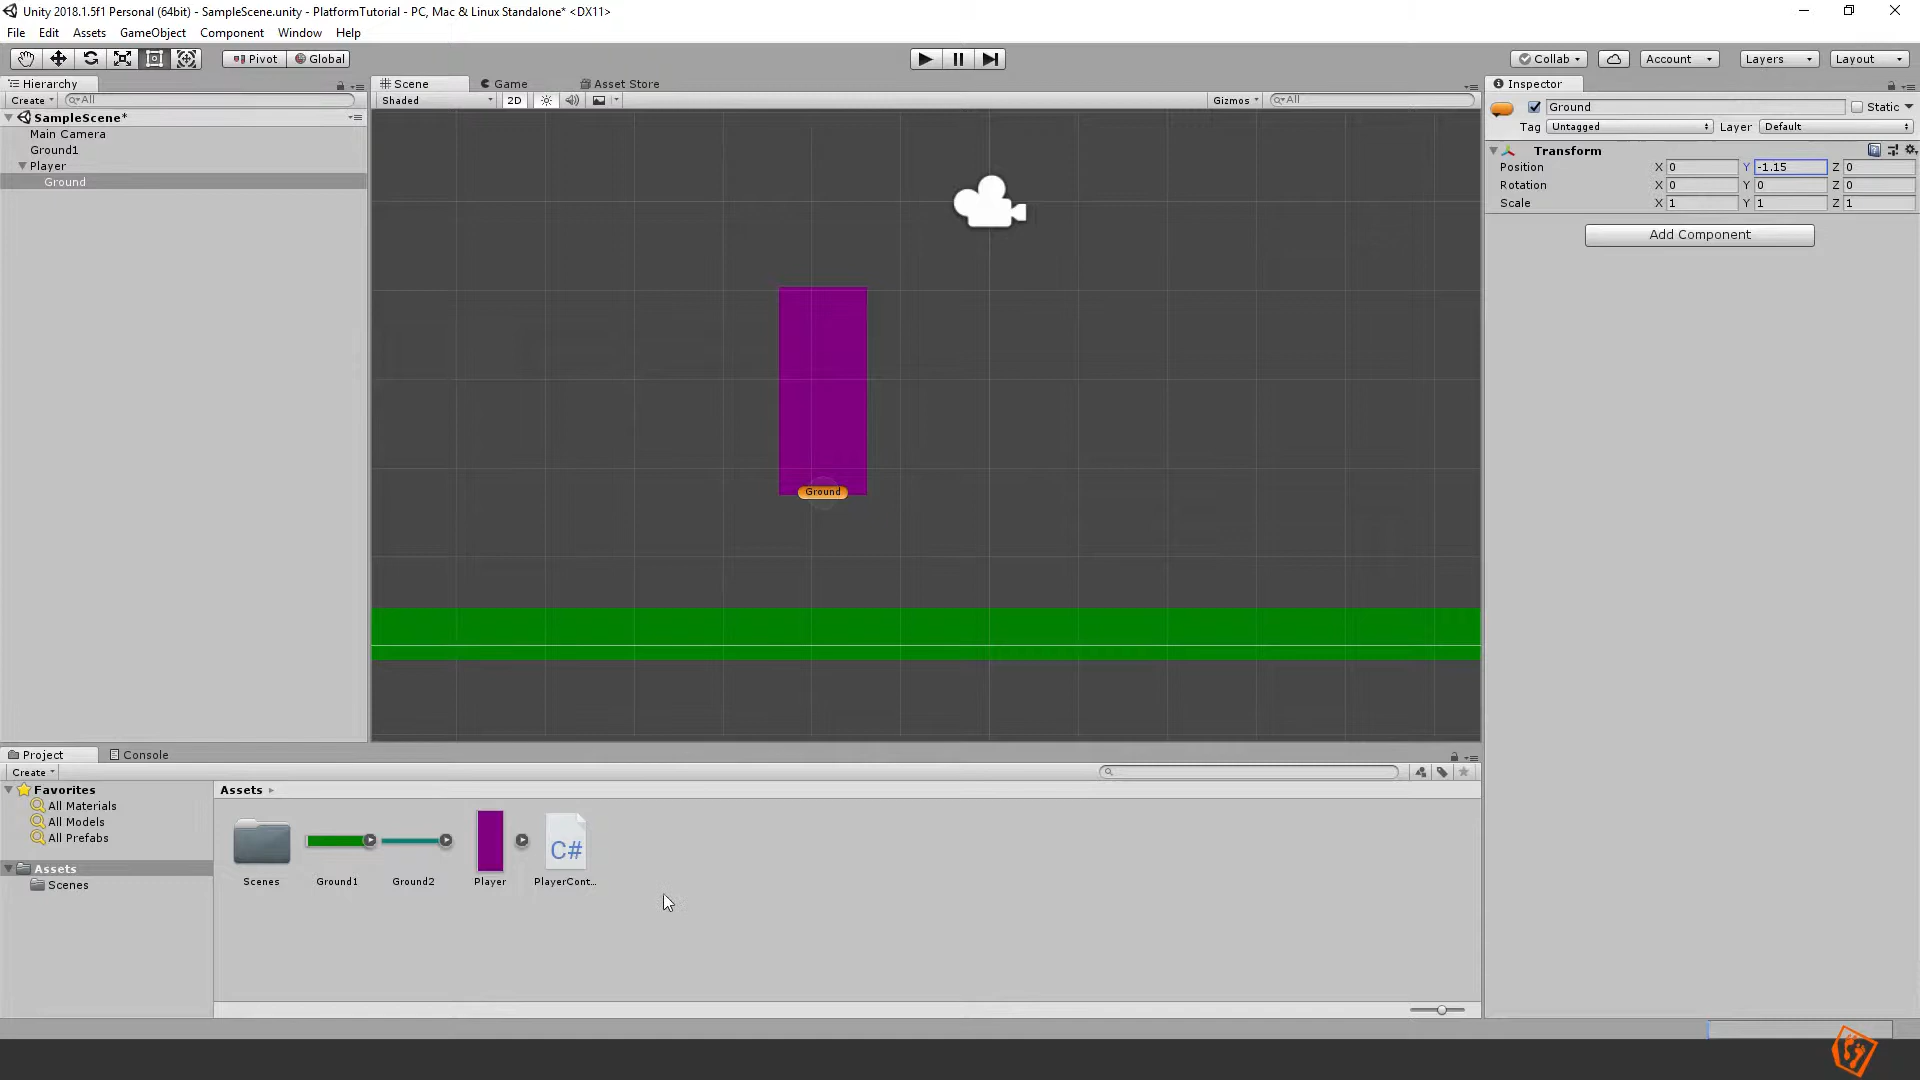 Unity 2018.1.5f1 Personal (64bit) - SampleScene.unity - PlatformTutorial - PC, Mac & Linux Standalone* <DX11>
File Edit Assets GameObject Component Window Help
Pivot Global Collab Account Layers Layout
Hierarchy
Create All
SampleScene*
Main Camera
Ground1
Player
Ground
Scene Game Asset Store
Shaded 2D Gizmos All
Ground
Inspector
Ground Static
Tag Untagged Layer Default
Transform
Position X 0 Y -1.15 Z 0
Rotation X 0 Y 0 Z 0
Scale X 1 Y 1 Z 1
Add Component
Project Console
Create
Favorites
All Materials
All Models
All Prefabs
Assets
Scenes
Assets
C#
Scenes Ground1 Ground2 Player PlayerCont...